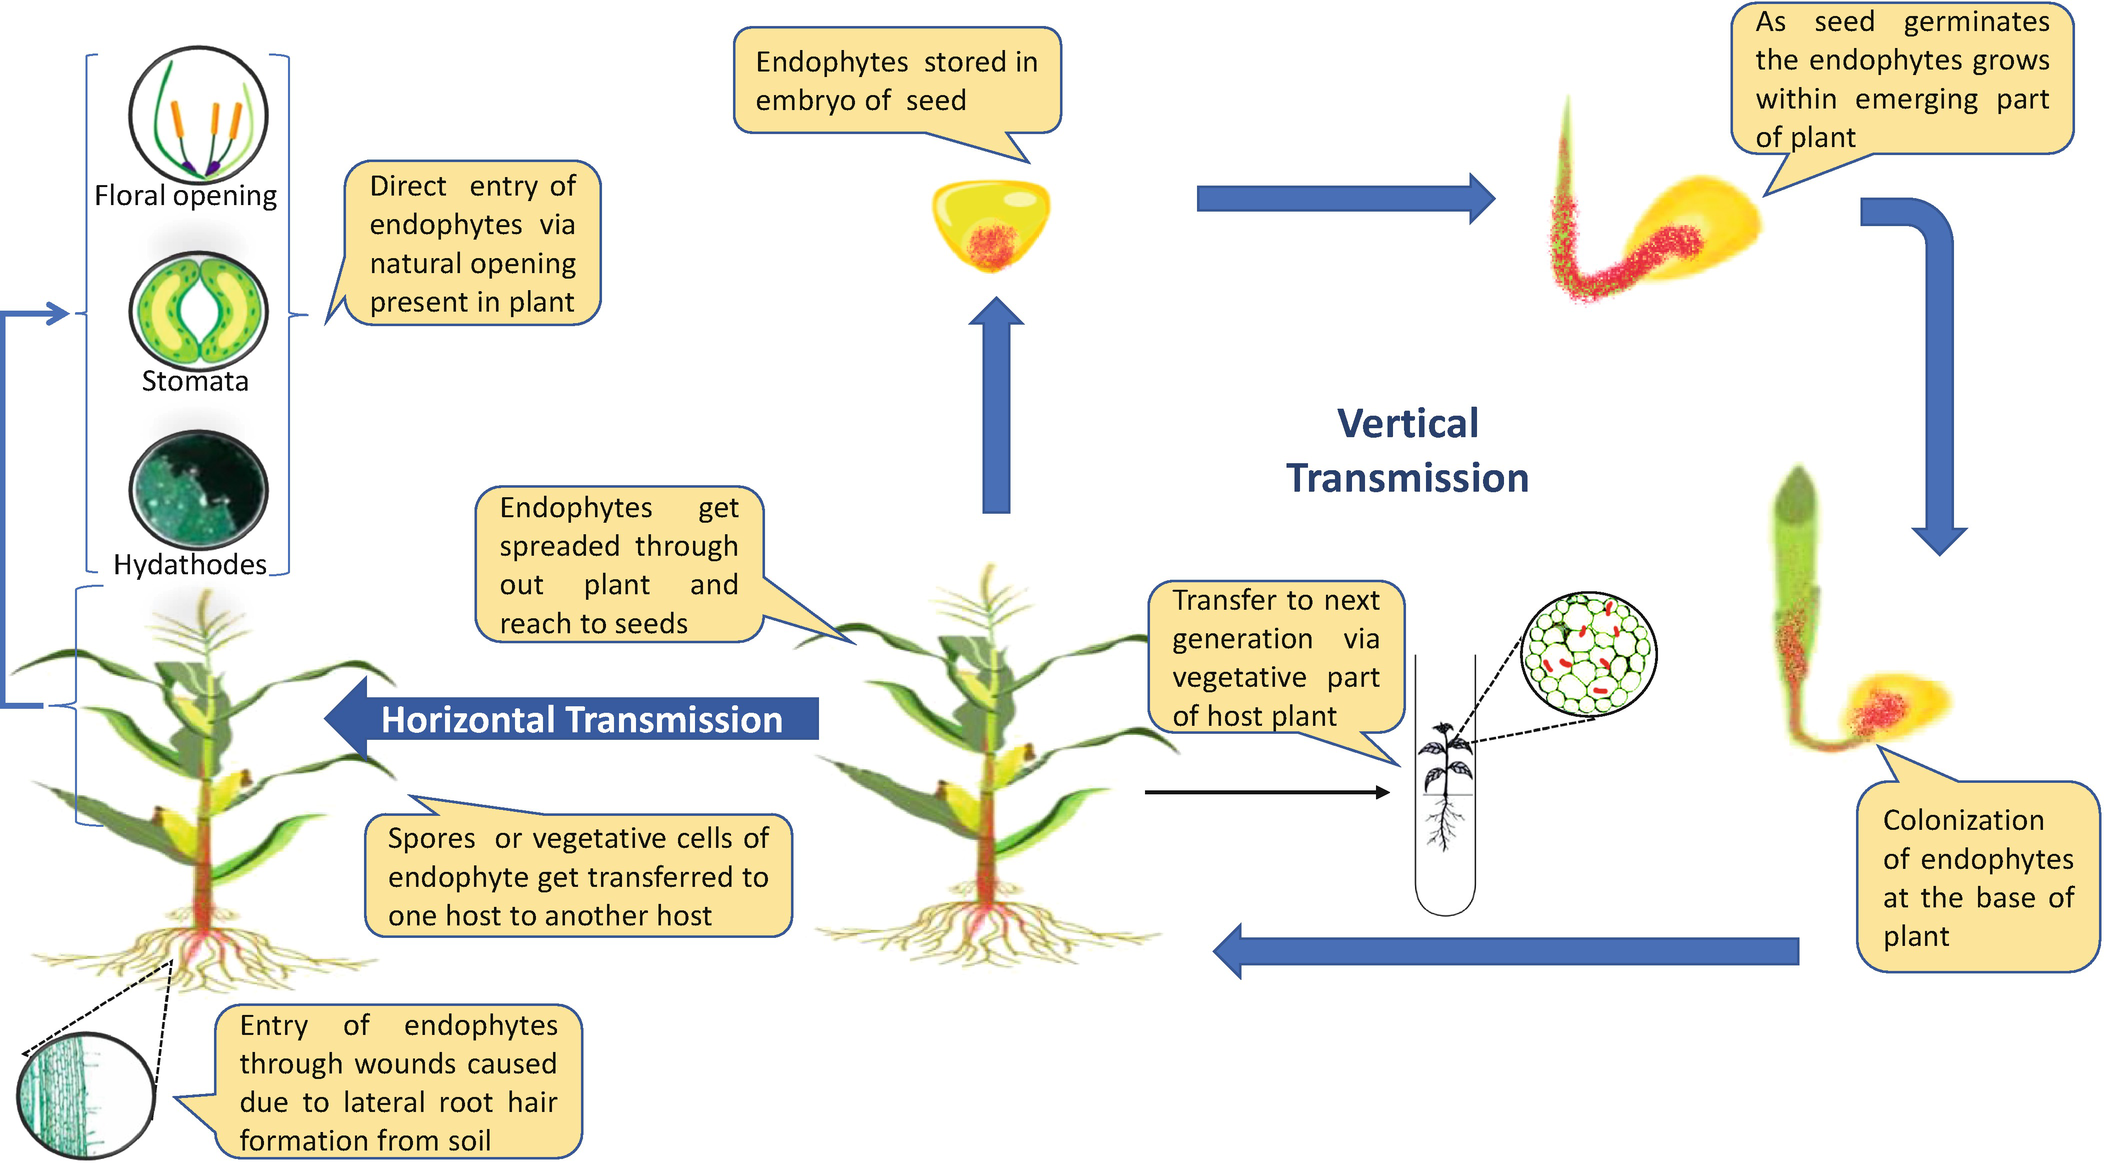 Floral opening
Stomata
Hydathodes
Direct entry of
endophytes via
natural opening
present in plant
Endophytes stored in
embryo of seed
As seed germinates
the endophytes grows
within emerging part
of plant
Vertical
Transmission
Endophytes get
spreaded through
out plant and
reach to seeds
Transfer to next
generation via
vegetative part
of host plant
Horizontal Transmission
Spores or vegetative cells of
endophyte get transferred to
one host to another host
Colonization
of endophytes
at the base of
plant
Entry of endophytes
through wounds caused
due to lateral root hair
formation from soil